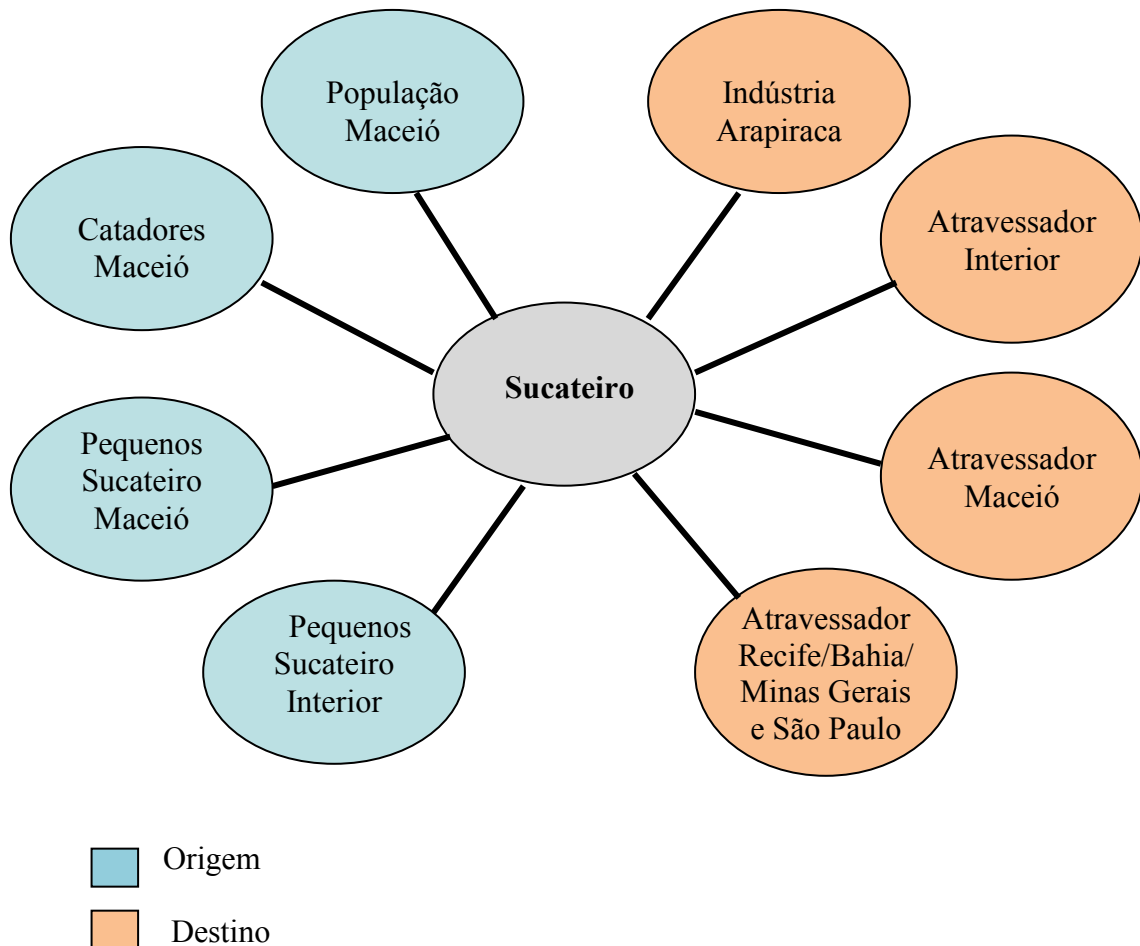 População
Maceió
Indústria
Arapiraca
Catadores
Maceió
Atravessador
Interior
Sucateiro
Pequenos
Sucateiro
Maceió
Atravessador
Maceió
Pequenos
Sucateiro
Interior
Atravessador
Recife/Bahia/
Minas Gerais
e São Paulo
Origem
Destino